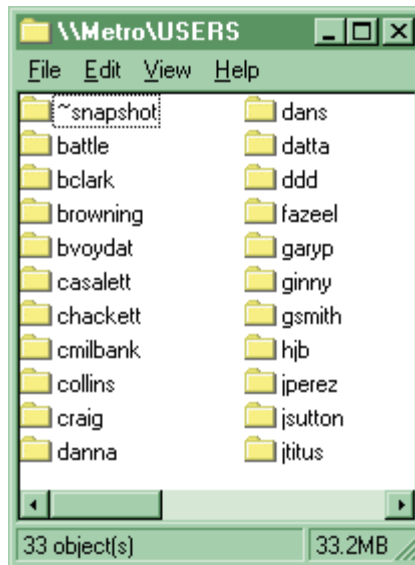 \\Metro\USERS
File Edit View Help
~snapshot
battle
bclark
browning
bvoydat
casalett
chackett
cmilbank
collins
craig
danna
dans
datta
ddd
fazeel
garyp
ginny
gsmith
hjb
jperez
jsutton
jtitus
33 object(s) 33.2MB